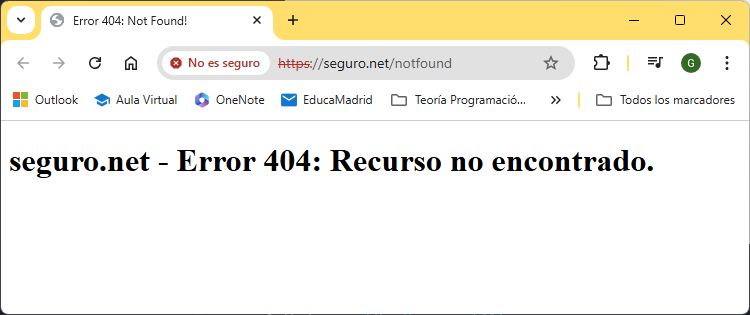 Error 404: Not Found!
No es seguro https://seguro.net/notfound G
Outlook Aula Virtual OneNote EducaMadrid Teoría Programació... Todos los marcadores
seguro.net - Error 404: Recurso no encontrado.